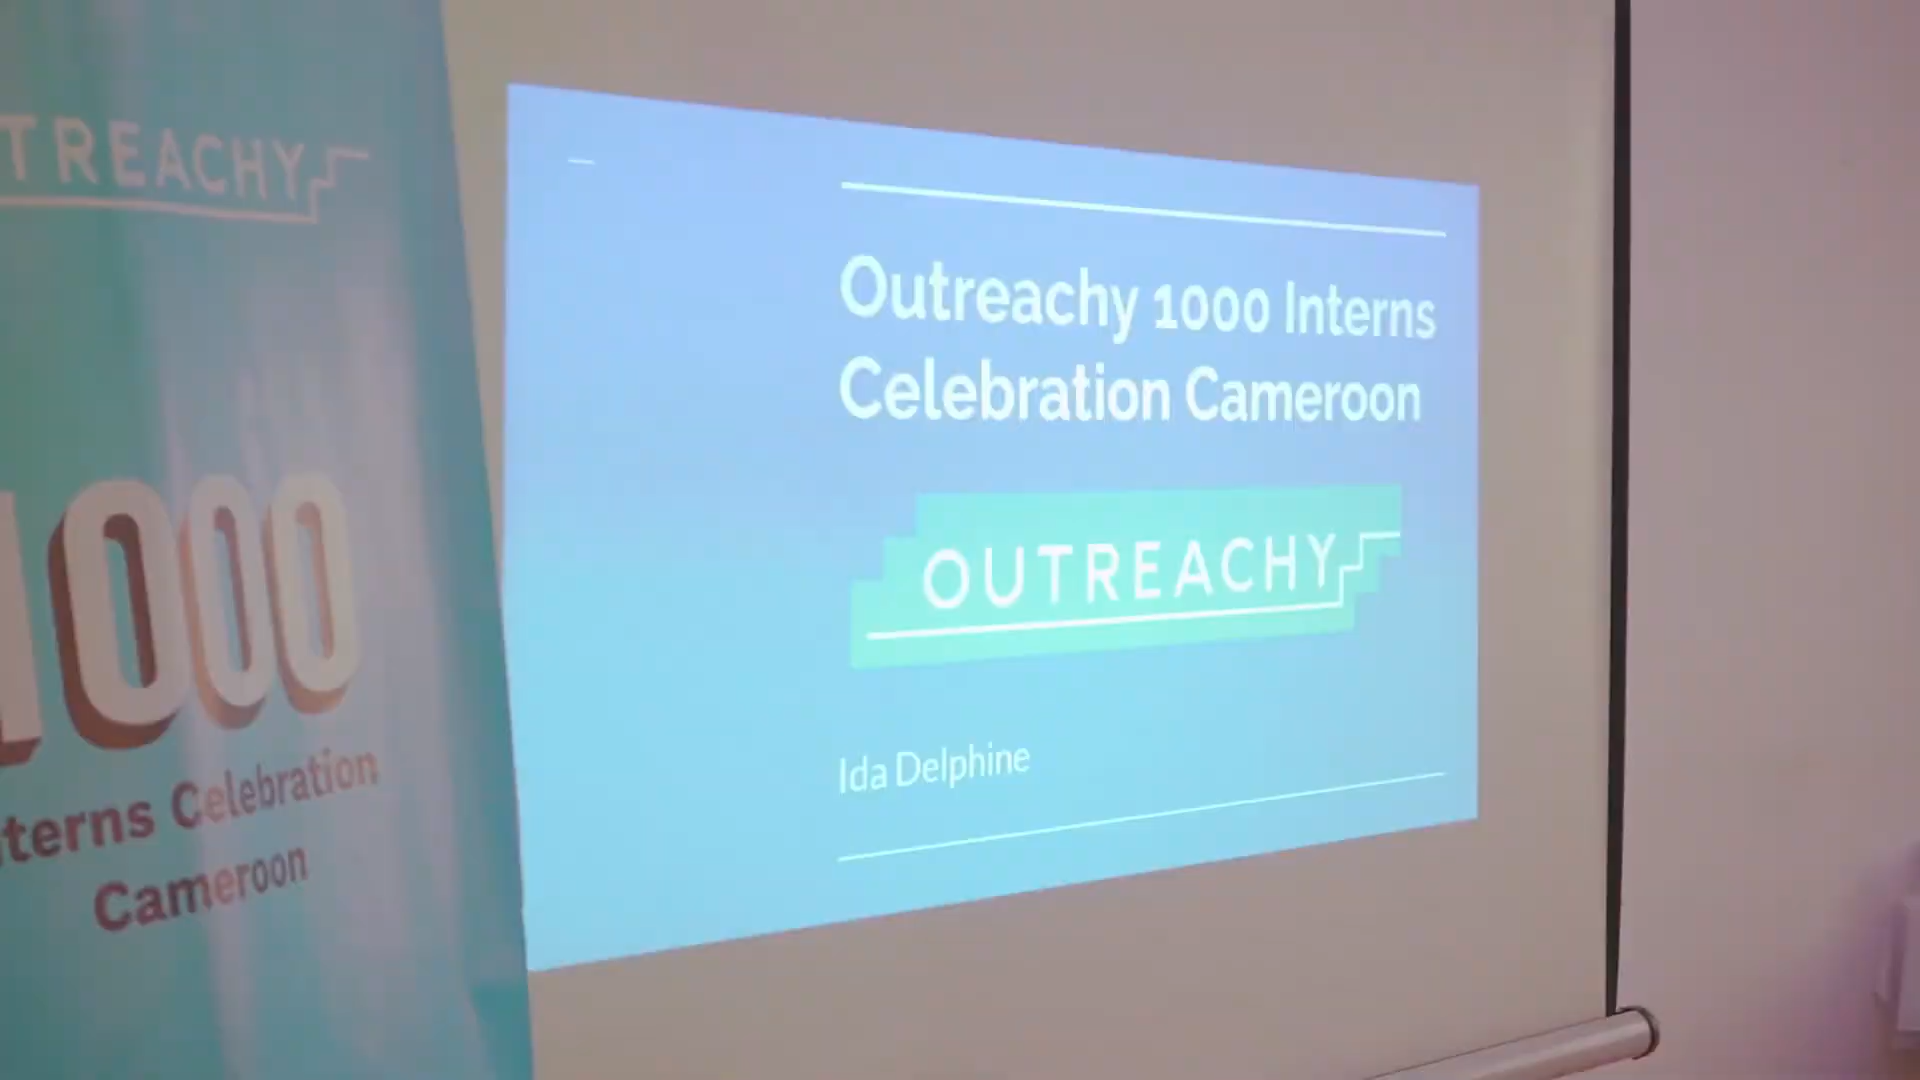 TREACHY
1000
terns Celebration
Cameroon
Outreachy 1000 Interns
Celebration Cameroon
OUTREACHY
Ida Delphine